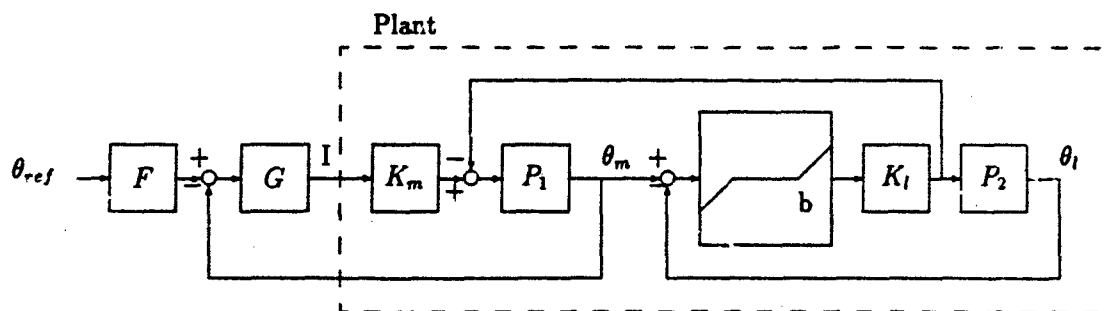 Plant
θ_ref
+
−
F
G
I
K_m
−
+
P_1
θ_m
+
−
b
K_l
P_2
θ_l